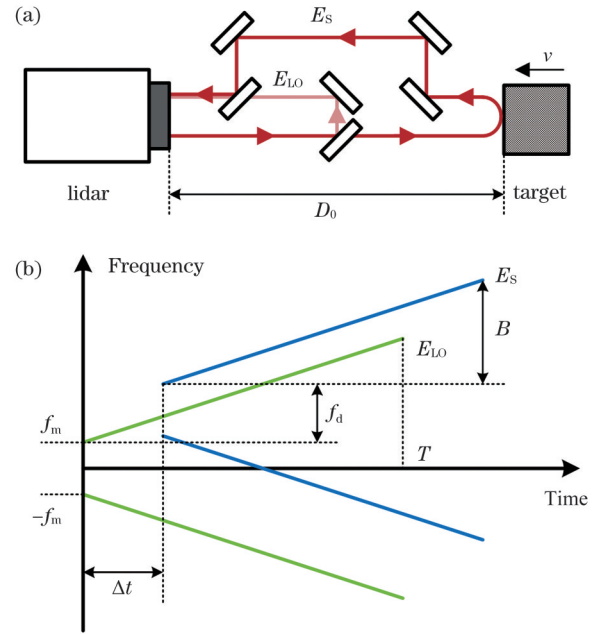 (a)
E_S
E_LO
v
lidar
D_0
target
(b)
Frequency
E_S
B
E_LO
f_m
f_d
T
Time
–f_m
Δt